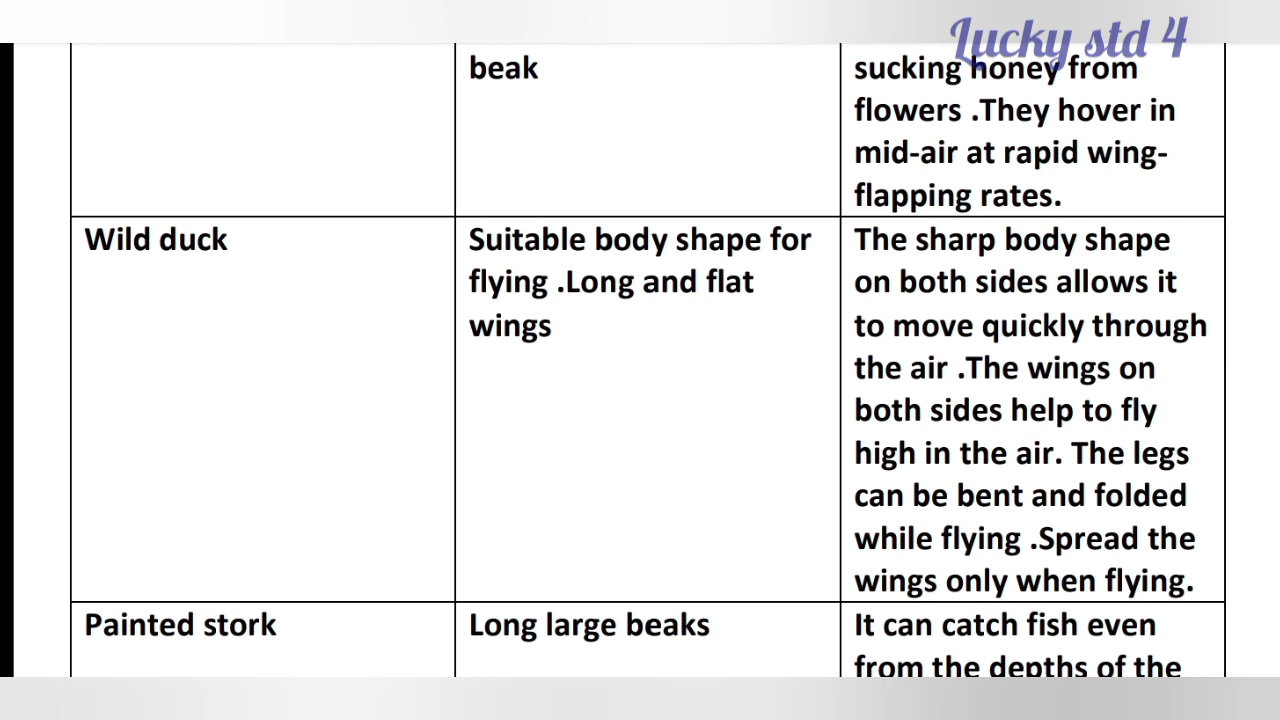 Lucky std 4
beak
sucking honey from
flowers .They hover in
mid-air at rapid wing-
flapping rates.
Wild duck
Suitable body shape for
flying .Long and flat
wings
The sharp body shape
on both sides allows it
to move quickly through
the air .The wings on
both sides help to fly
high in the air. The legs
can be bent and folded
while flying .Spread the
wings only when flying.
Painted stork
Long large beaks
It can catch fish even
from the depths of the